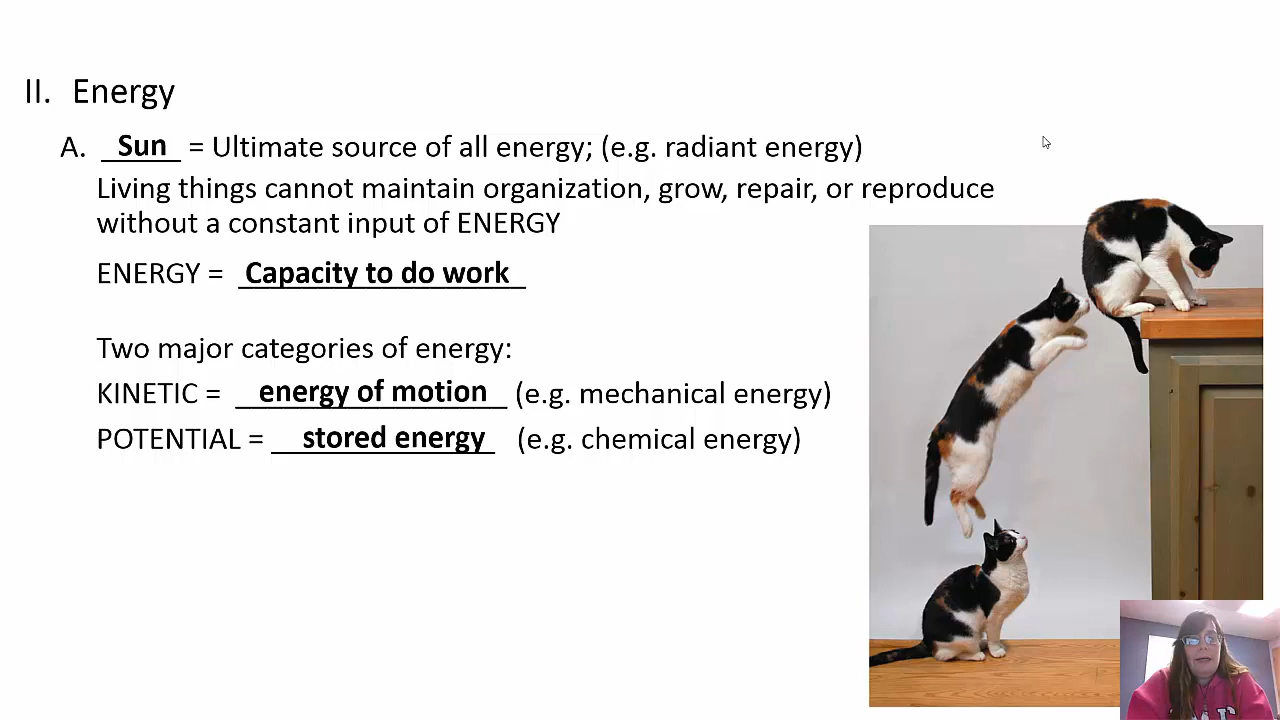 II. Energy
A. Sun = Ultimate source of all energy; (e.g. radiant energy)
Living things cannot maintain organization, grow, repair, or reproduce
without a constant input of ENERGY
ENERGY = Capacity to do work
Two major categories of energy:
KINETIC = energy of motion (e.g. mechanical energy)
POTENTIAL = stored energy (e.g. chemical energy)